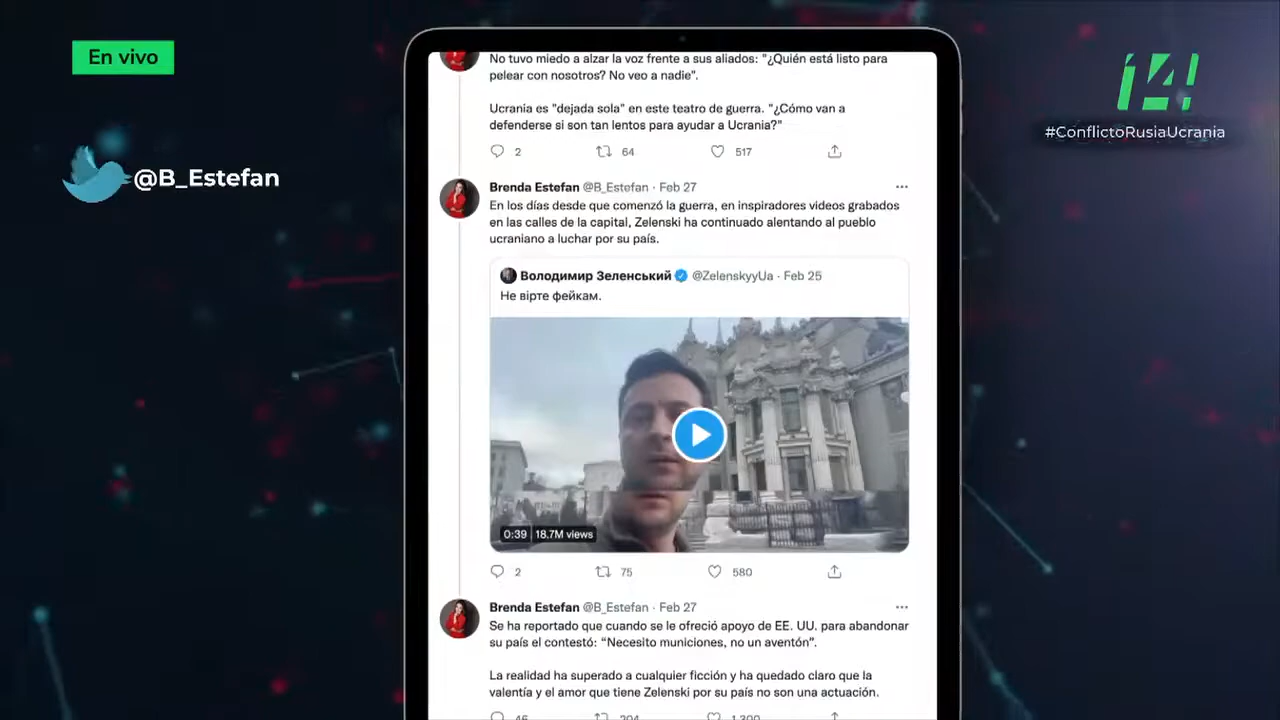 En vivo
@B_Estefan
14!
#ConflictoRusiaUcrania
No tuvo miedo a alzar la voz frente a sus aliados: "¿Quién está listo para
pelear con nosotros? No veo a nadie".
Ucrania es "dejada sola" en este teatro de guerra. "¿Cómo van a
defenderse si son tan lentos para ayudar a Ucrania?"
2 64 517
Brenda Estefan @B_Estefan · Feb 27
En los días desde que comenzó la guerra, en inspiradores videos grabados
en las calles de la capital, Zelenski ha continuado alentando al pueblo
ucraniano a luchar por su país.
Володимир Зеленський @ZelenskyyUa · Feb 25
Не вірте фейкам.
0:39 18.7M views
2 75 580
Brenda Estefan @B_Estefan · Feb 27
Se ha reportado que cuando se le ofreció apoyo de EE. UU. para abandonar
su país el contestó: “Necesito municiones, no un aventón”.
La realidad ha superado a cualquier ficción y ha quedado claro que la
valentía y el amor que tiene Zelenski por su país no son una actuación.